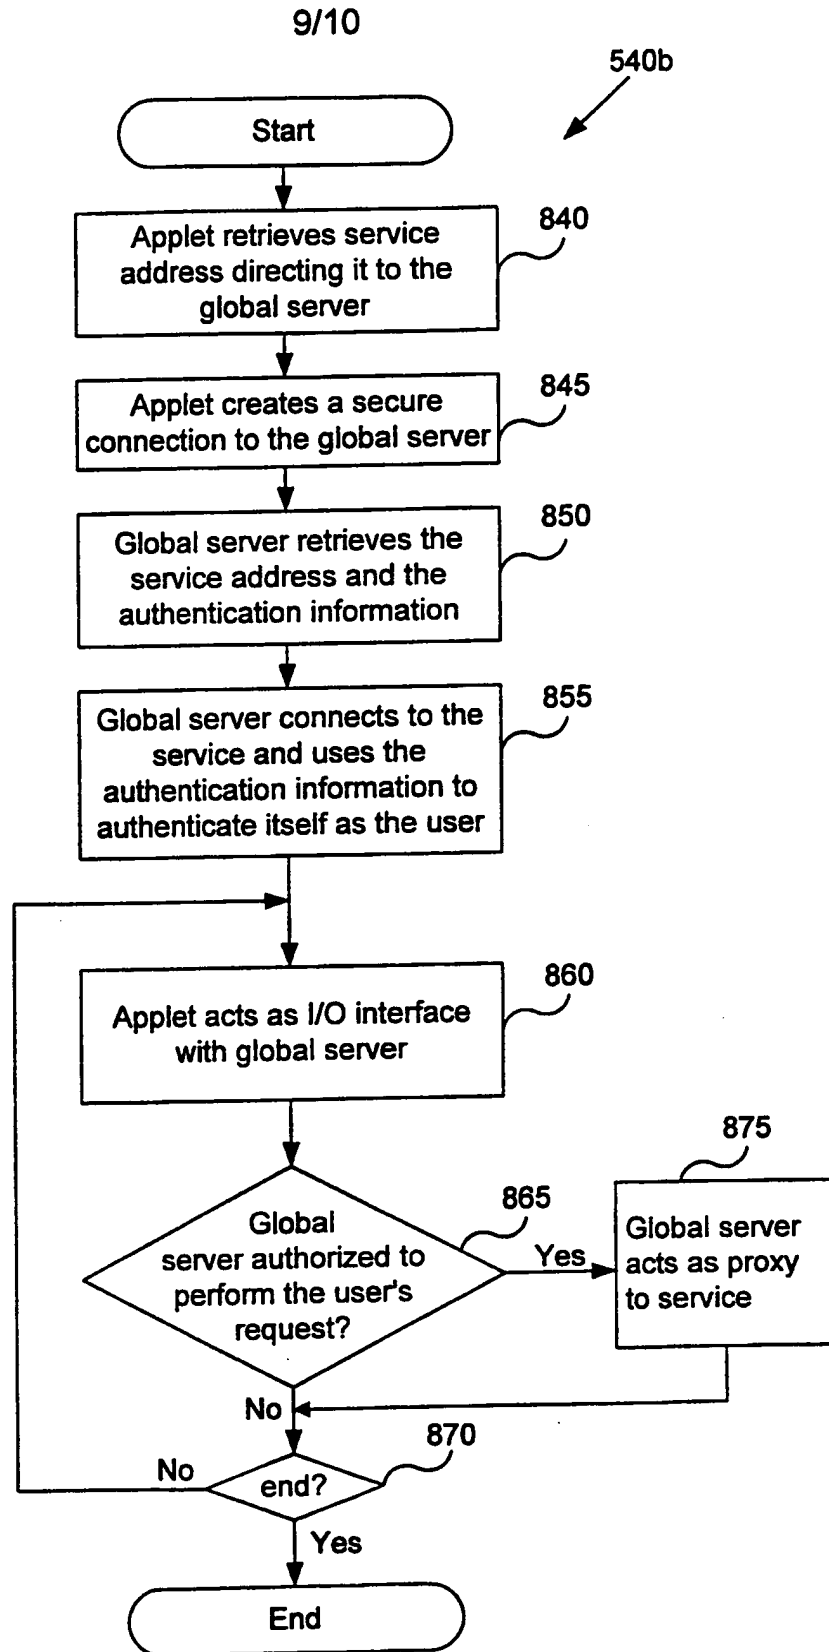 9/10
540b
Start
Applet retrieves service
address directing it to the
global server
840
Applet creates a secure
connection to the global server
845
Global server retrieves the
service address and the
authentication information
850
Global server connects to the
service and uses the
authentication information to
authenticate itself as the user
855
Applet acts as I/O interface
with global server
860
Global
server authorized to
perform the user's
request?
865
Yes
875
Global server
acts as proxy
to service
No
870
end?
No
Yes
End